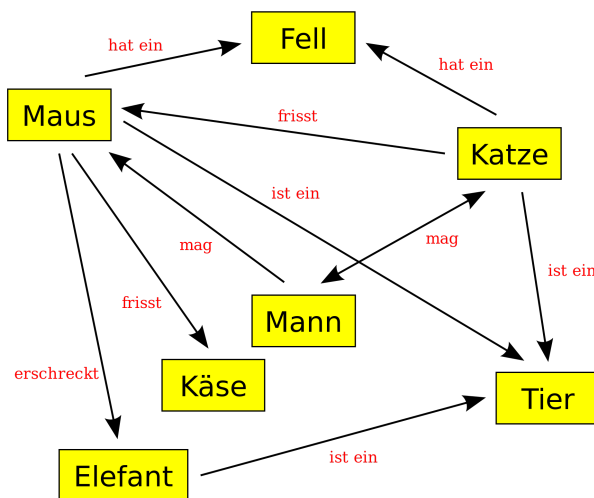 Fell
hat ein
hat ein
Maus
frisst
Katze
ist ein
mag
mag
ist ein
frisst
Mann
erschreckt
Käse
Tier
ist ein
Elefant